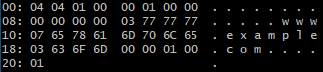 00: 04 04 01 00  00 01 00 00  . . . . . . . .
08: 00 00 00 00  03 77 77 77  . . . . . w w w
10: 07 65 78 61  6D 70 6C 65  . e x a m p l e
18: 03 63 6F 6D  00 00 01 00  . c o m . . . .
20: 01  .